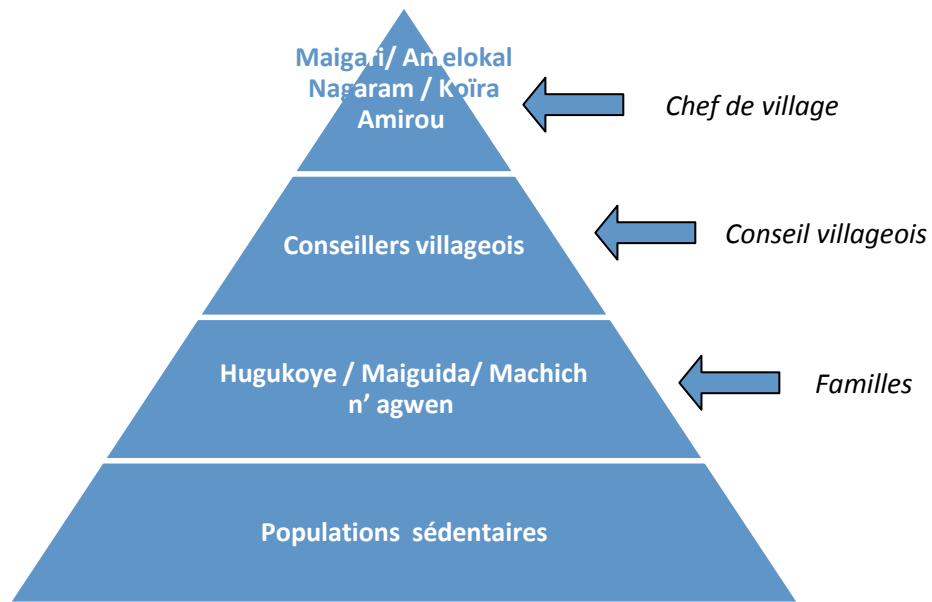 Maigari/ Amelokal
Nagaram / Koïra
Amirou
Chef de village
Conseillers villageois
Conseil villageois
Hugukoye / Maiguida/ Machich
n' agwen
Familles
Populations sédentaires